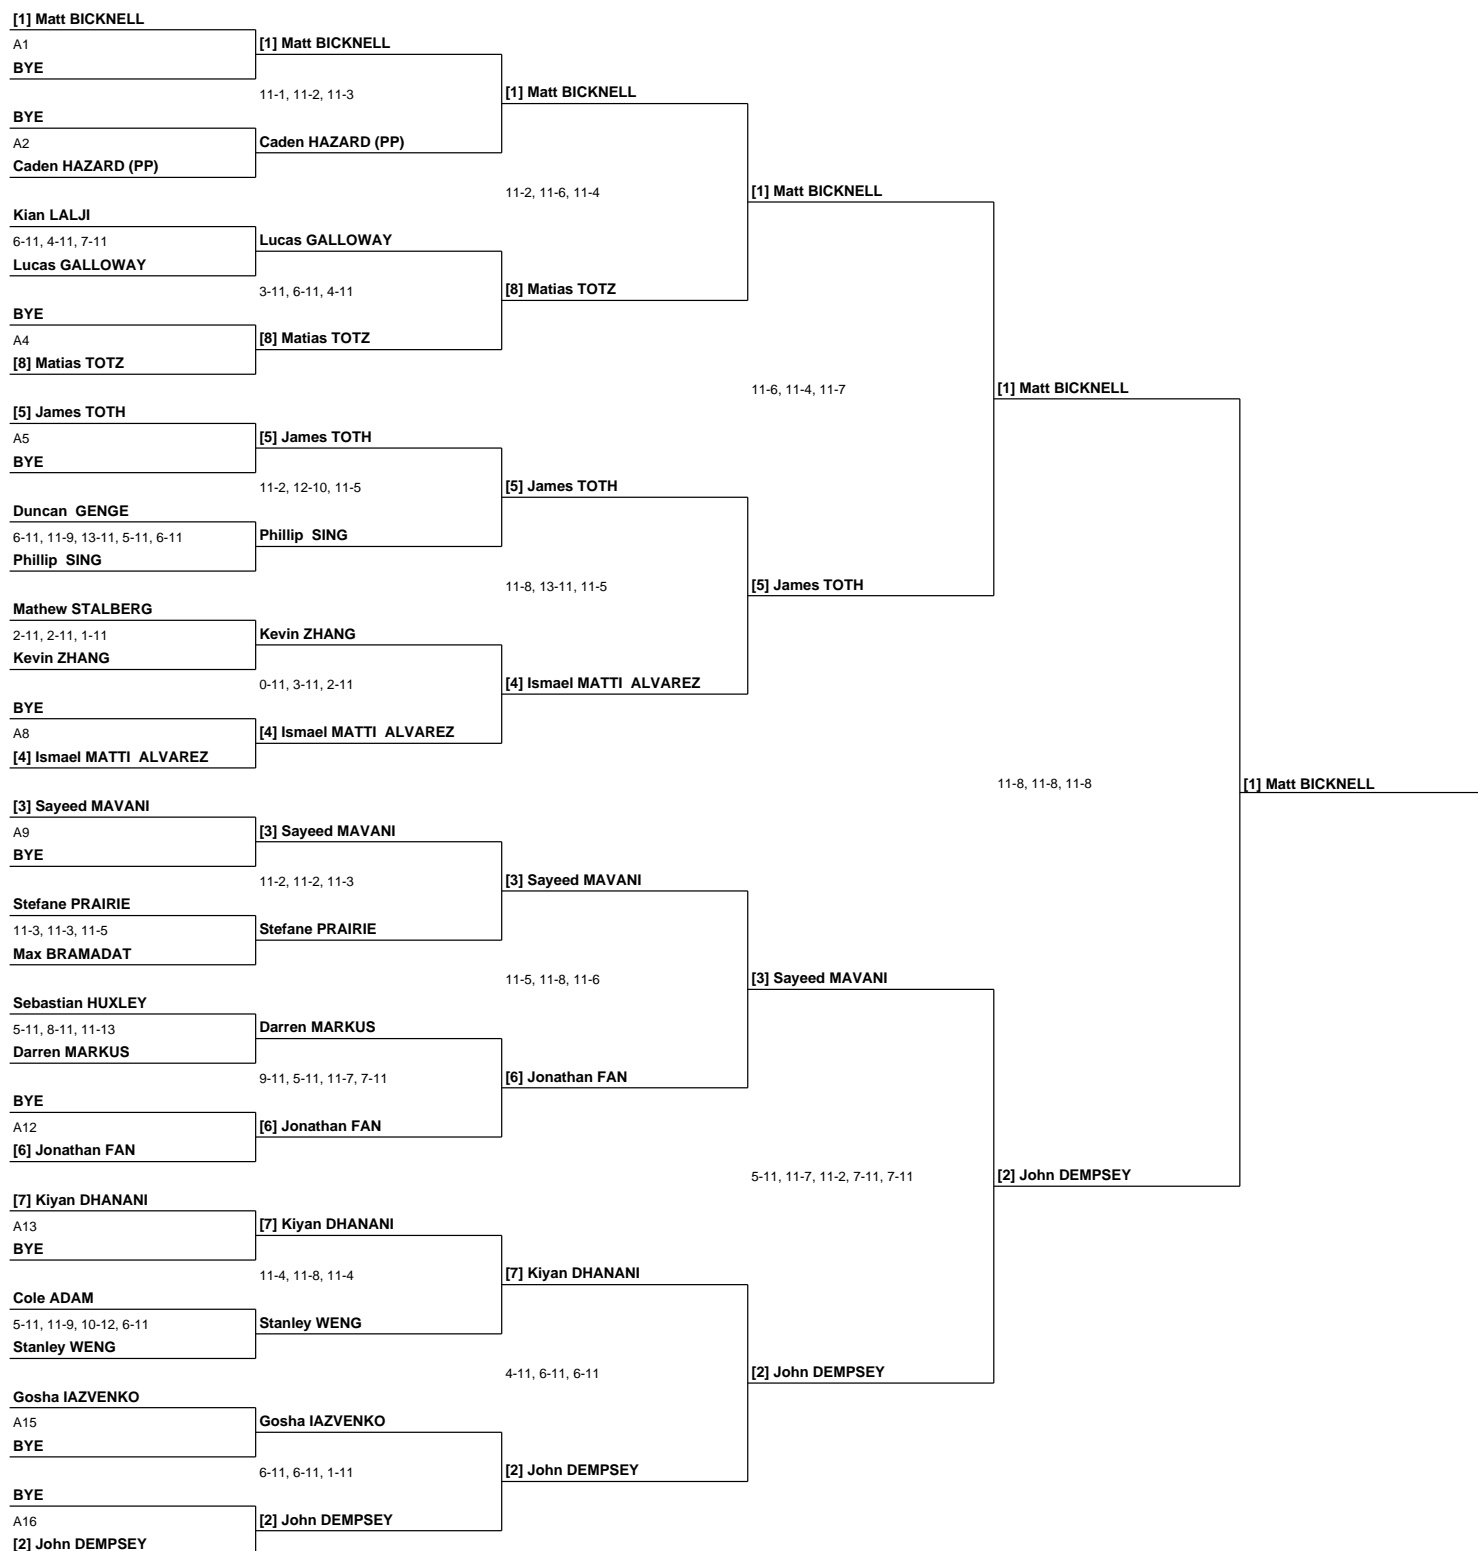 [1] Matt BICKNELL
A1
[1] Matt BICKNELL
BYE
11-1, 11-2, 11-3
[1] Matt BICKNELL
BYE
A2
Caden HAZARD (PP)
Caden HAZARD (PP)
11-2, 11-6, 11-4
[1] Matt BICKNELL
Kian LALJI
6-11, 4-11, 7-11
Lucas GALLOWAY
Lucas GALLOWAY
3-11, 6-11, 4-11
[8] Matias TOTZ
BYE
A4
[8] Matias TOTZ
[8] Matias TOTZ
11-6, 11-4, 11-7
[1] Matt BICKNELL
[5] James TOTH
A5
[5] James TOTH
BYE
11-2, 12-10, 11-5
[5] James TOTH
Duncan  GENGE
6-11, 11-9, 13-11, 5-11, 6-11
Phillip  SING
Phillip  SING
11-8, 13-11, 11-5
[5] James TOTH
Mathew STALBERG
2-11, 2-11, 1-11
Kevin ZHANG
Kevin ZHANG
0-11, 3-11, 2-11
[4] Ismael MATTI  ALVAREZ
BYE
A8
[4] Ismael MATTI  ALVAREZ
[4] Ismael MATTI  ALVAREZ
11-8, 11-8, 11-8
[1] Matt BICKNELL
[3] Sayeed MAVANI
A9
[3] Sayeed MAVANI
BYE
11-2, 11-2, 11-3
[3] Sayeed MAVANI
Stefane PRAIRIE
11-3, 11-3, 11-5
Stefane PRAIRIE
Max BRAMADAT
11-5, 11-8, 11-6
[3] Sayeed MAVANI
Sebastian HUXLEY
5-11, 8-11, 11-13
Darren MARKUS
Darren MARKUS
9-11, 5-11, 11-7, 7-11
[6] Jonathan FAN
BYE
A12
[6] Jonathan FAN
[6] Jonathan FAN
5-11, 11-7, 11-2, 7-11, 7-11
[2] John DEMPSEY
[7] Kiyan DHANANI
A13
[7] Kiyan DHANANI
BYE
11-4, 11-8, 11-4
[7] Kiyan DHANANI
Cole ADAM
5-11, 11-9, 10-12, 6-11
Stanley WENG
Stanley WENG
4-11, 6-11, 6-11
[2] John DEMPSEY
Gosha IAZVENKO
A15
Gosha IAZVENKO
BYE
6-11, 6-11, 1-11
[2] John DEMPSEY
BYE
A16
[2] John DEMPSEY
[2] John DEMPSEY